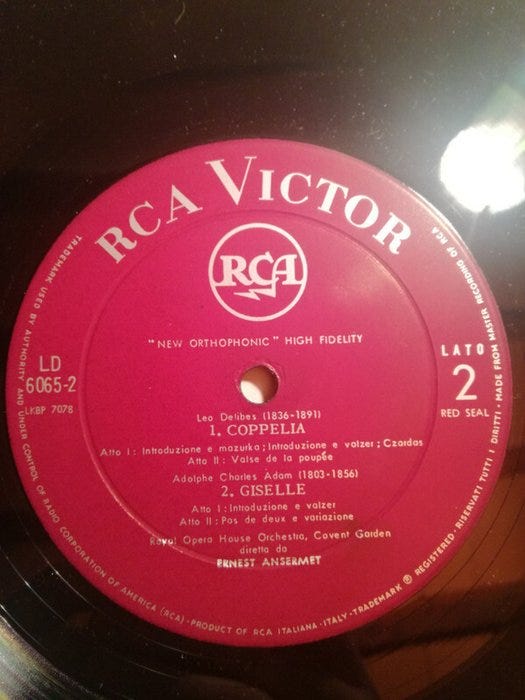 RCA VICTOR
RCA
"NEW ORTHOPHONIC" HIGH FIDELITY
LD
6065-2
LKBP 7078
LATO
2
RED SEAL
Leo Delibes (1836-1891)
1. COPPELIA
Atto I : Introduzione e mazurka ; Introduzione e valzer ; Czardas
Atto II : Valse de la poupée
Adolphe Charles Adam (1803-1856)
2. GISELLE
Atto I : Introduzione e valzer
Atto II : Pas de deux e variazione
Royal Opera House Orchestra, Covent Garden
diretta da
ERNEST ANSERMET
TRADEMARK USED BY AUTHORITY AND UNDER CONTROL OF RADIO CORPORATION OF AMERICA (RCA) - PRODUCT OF RCA ITALIANA - ITALY - TRADEMARK ® REGISTERED. RISERVATI TUTTI I DIRITTI - MADE FROM MASTER RECORDING OF RCA